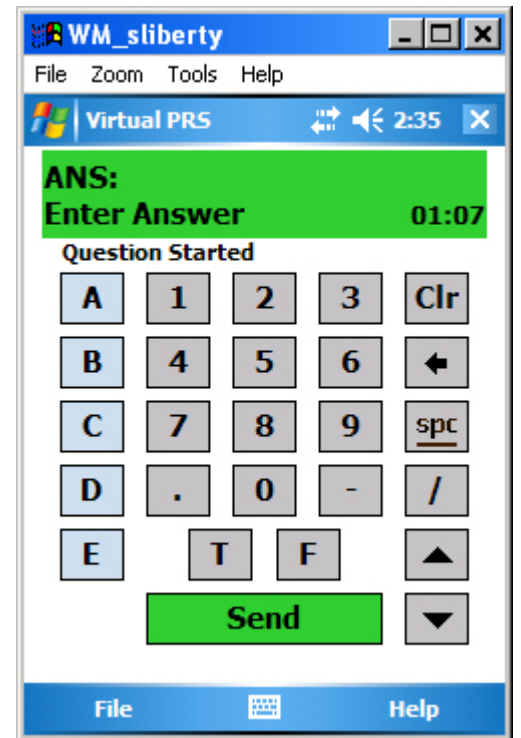 WM_sliberty
File Zoom Tools Help
Virtual PRS 2:35
ANS:
Enter Answer 01:07
Question Started
A 1 2 3 Clr
B 4 5 6
C 7 8 9 spc
D . 0 - /
E T F
Send
File Help